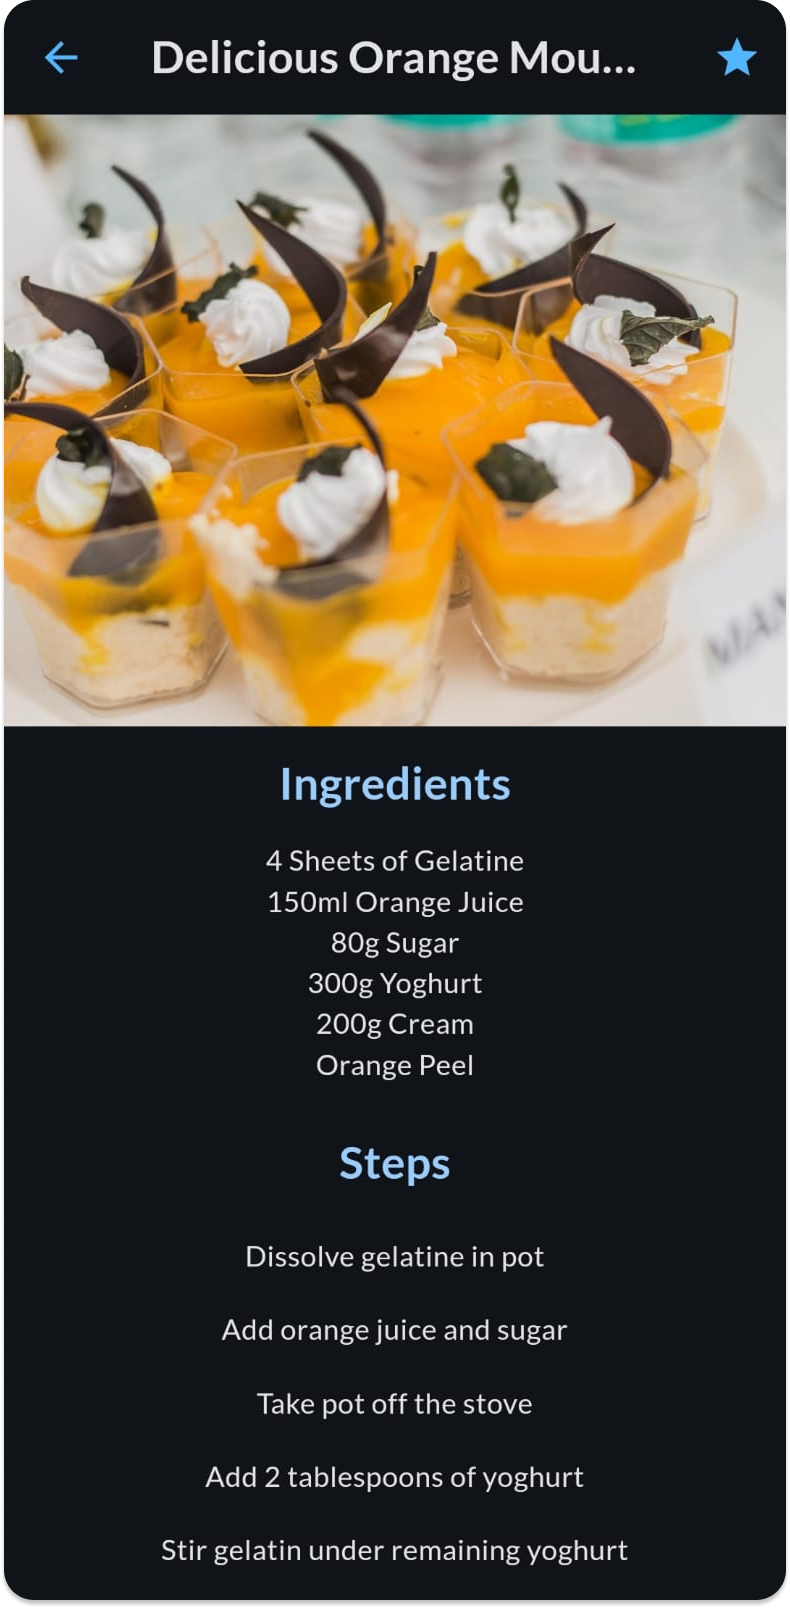 Delicious Orange Mou...
MAN
Ingredients
4 Sheets of Gelatine
150ml Orange Juice
80g Sugar
300g Yoghurt
200g Cream
Orange Peel
Steps
Dissolve gelatine in pot
Add orange juice and sugar
Take pot off the stove
Add 2 tablespoons of yoghurt
Stir gelatin under remaining yoghurt